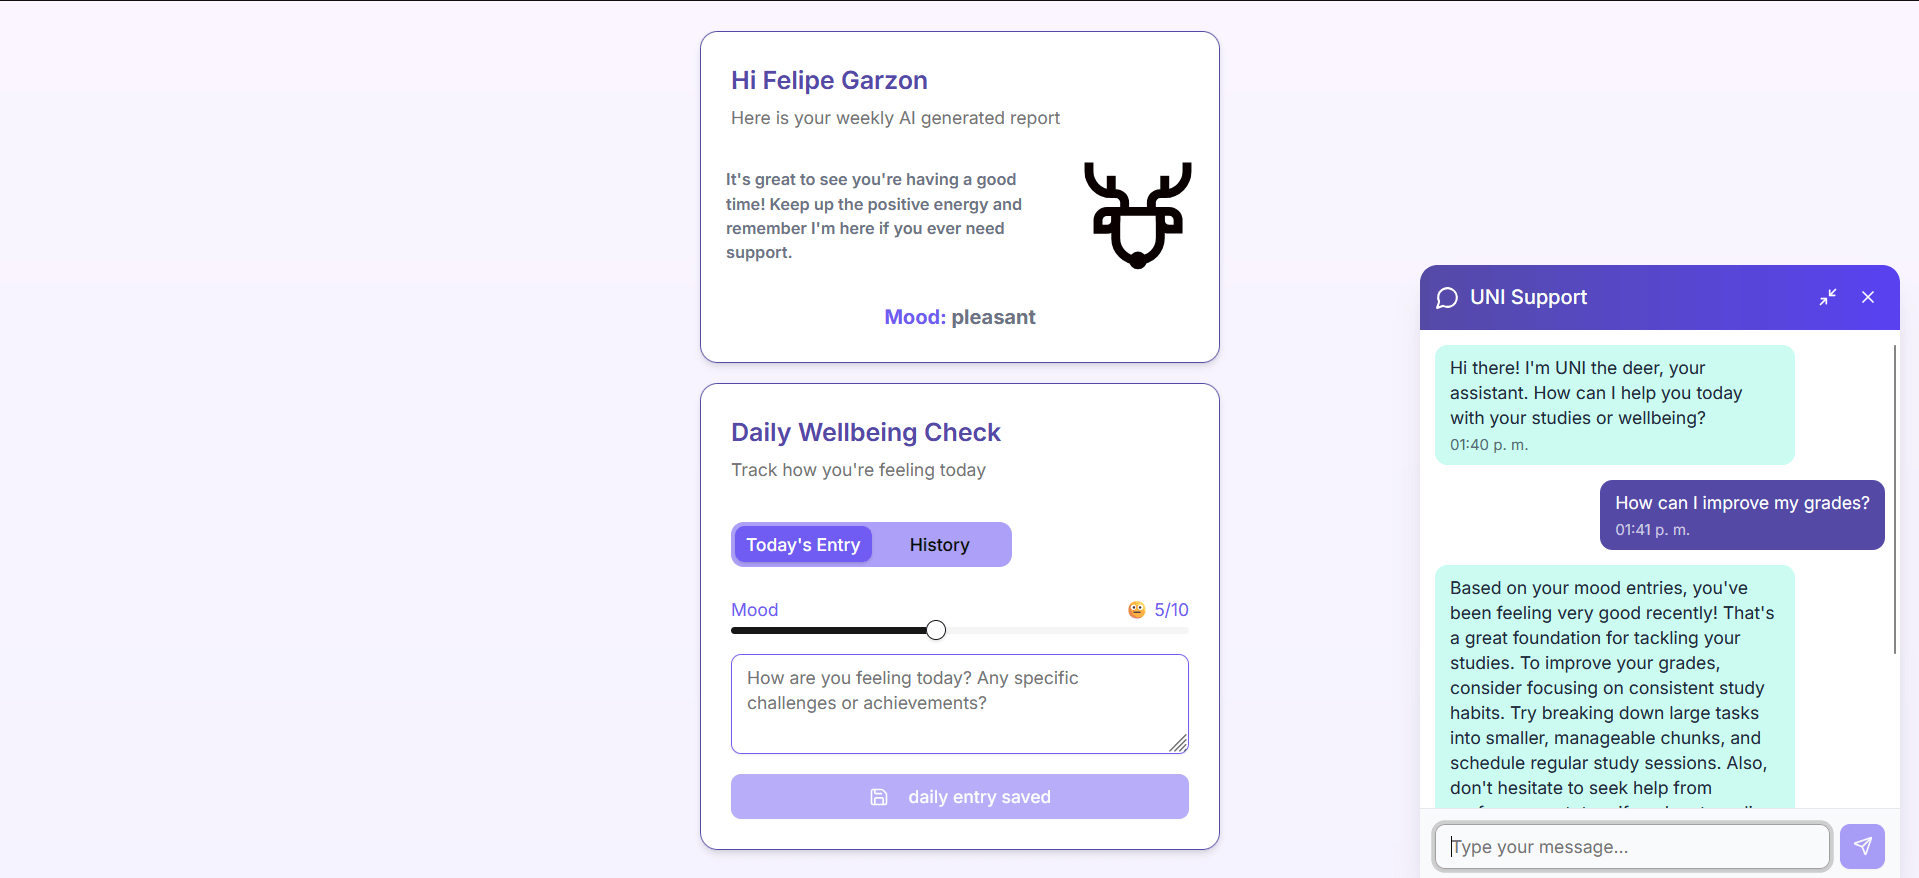 Hi Felipe Garzon
Here is your weekly AI generated report
It's great to see you're having a good
time! Keep up the positive energy and
remember I'm here if you ever need
support.
Mood: pleasant
Daily Wellbeing Check
Track how you're feeling today
Today's Entry
History
Mood
5/10
How are you feeling today? Any specific
challenges or achievements?
daily entry saved
UNI Support
Hi there! I'm UNI the deer, your
assistant. How can I help you today
with your studies or wellbeing?
01:40 p. m.
How can I improve my grades?
01:41 p. m.
Based on your mood entries, you've
been feeling very good recently! That's
a great foundation for tackling your
studies. To improve your grades,
consider focusing on consistent study
habits. Try breaking down large tasks
into smaller, manageable chunks, and
schedule regular study sessions. Also,
don't hesitate to seek help from
Type your message...